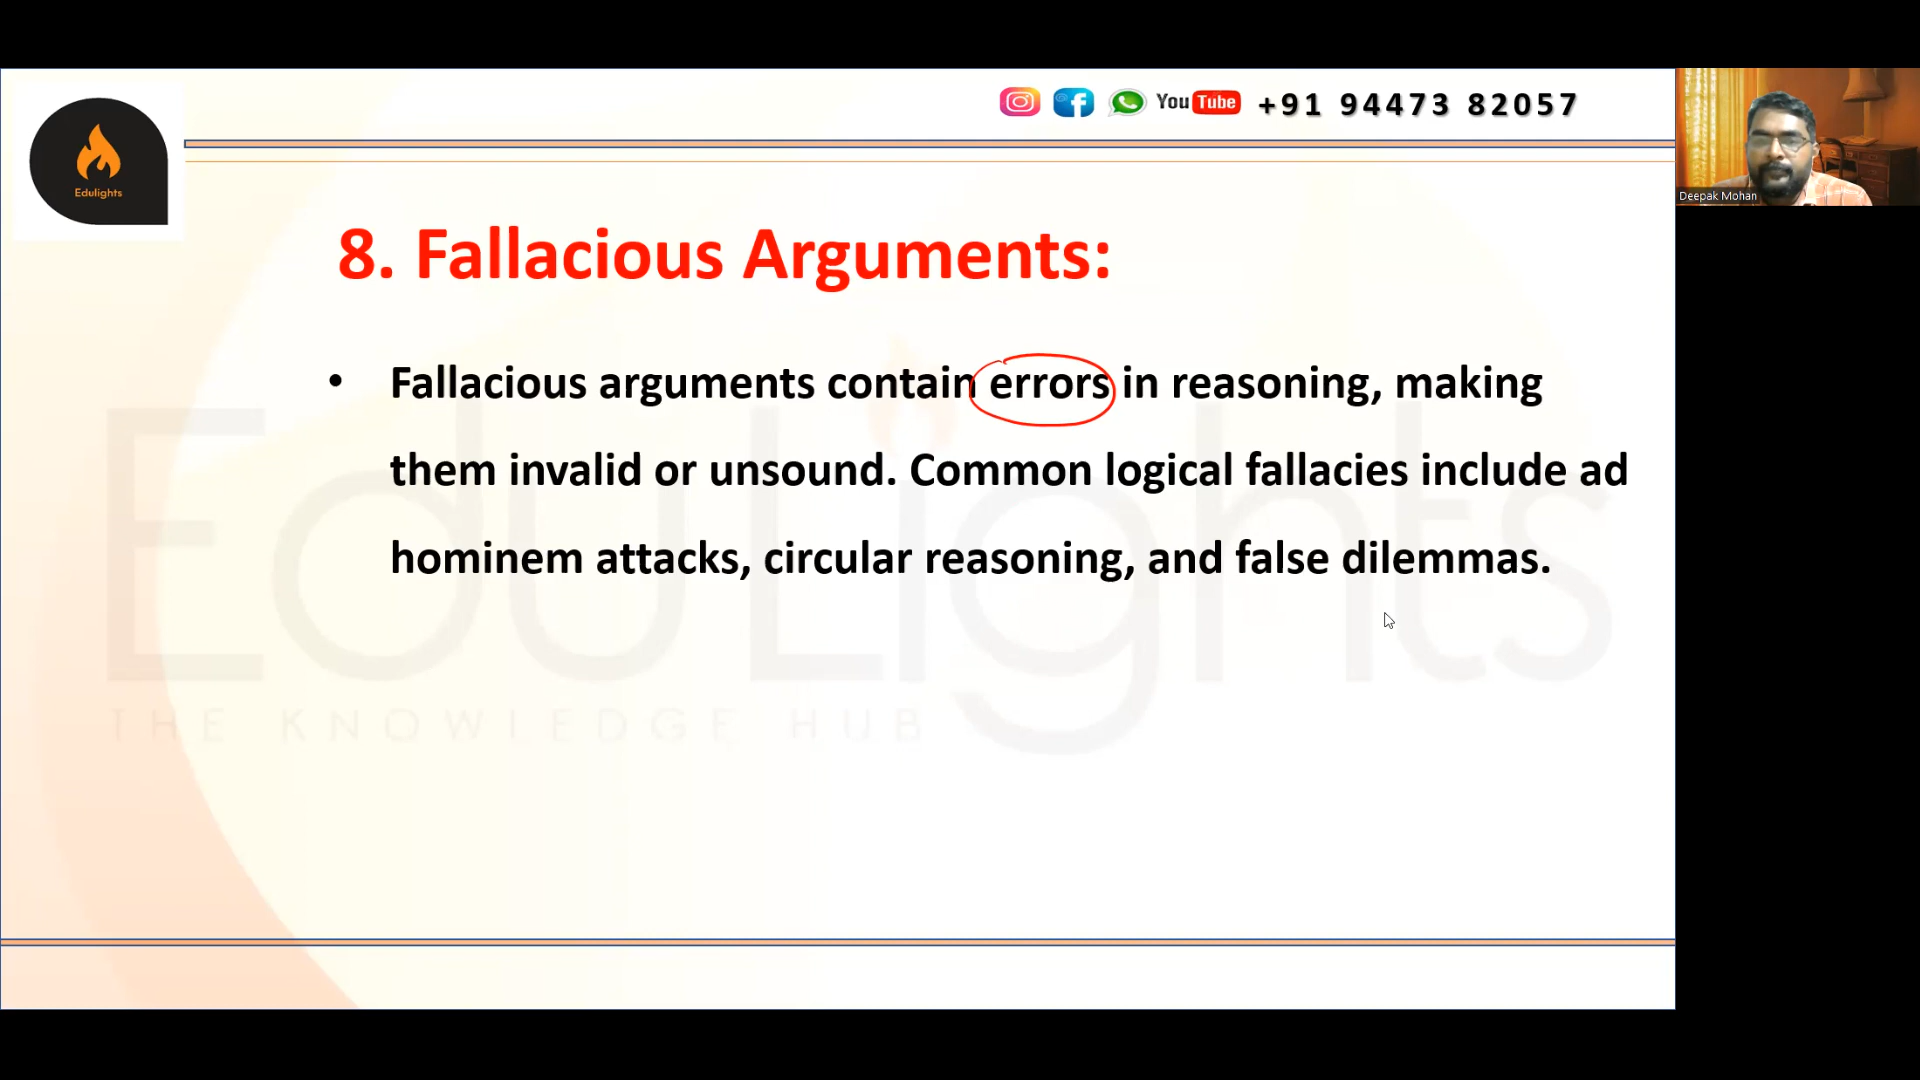 Edulights
You Tube +91 94473 82057
Deepak Mohan
8. Fallacious Arguments:
• Fallacious arguments contain errors in reasoning, making
them invalid or unsound. Common logical fallacies include ad
hominem attacks, circular reasoning, and false dilemmas.
EduLights
THE KNOWLEDGE HUB